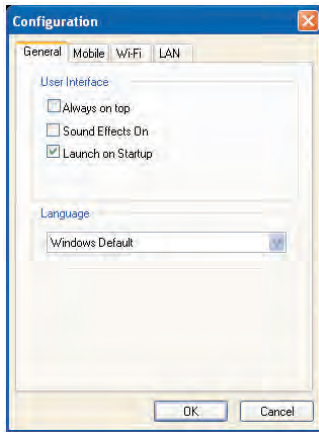 Configuration
General Mobile Wi-Fi LAN
User Interface
Always on top
Sound Effects On
Launch on Startup
Language
Windows Default
OK Cancel